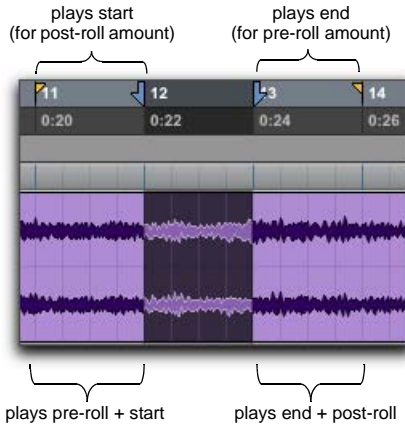 plays start
(for post-roll amount)
plays end
(for pre-roll amount)
11 12 13 14
0:20 0:22 0:24 0:26
plays pre-roll + start
plays end + post-roll